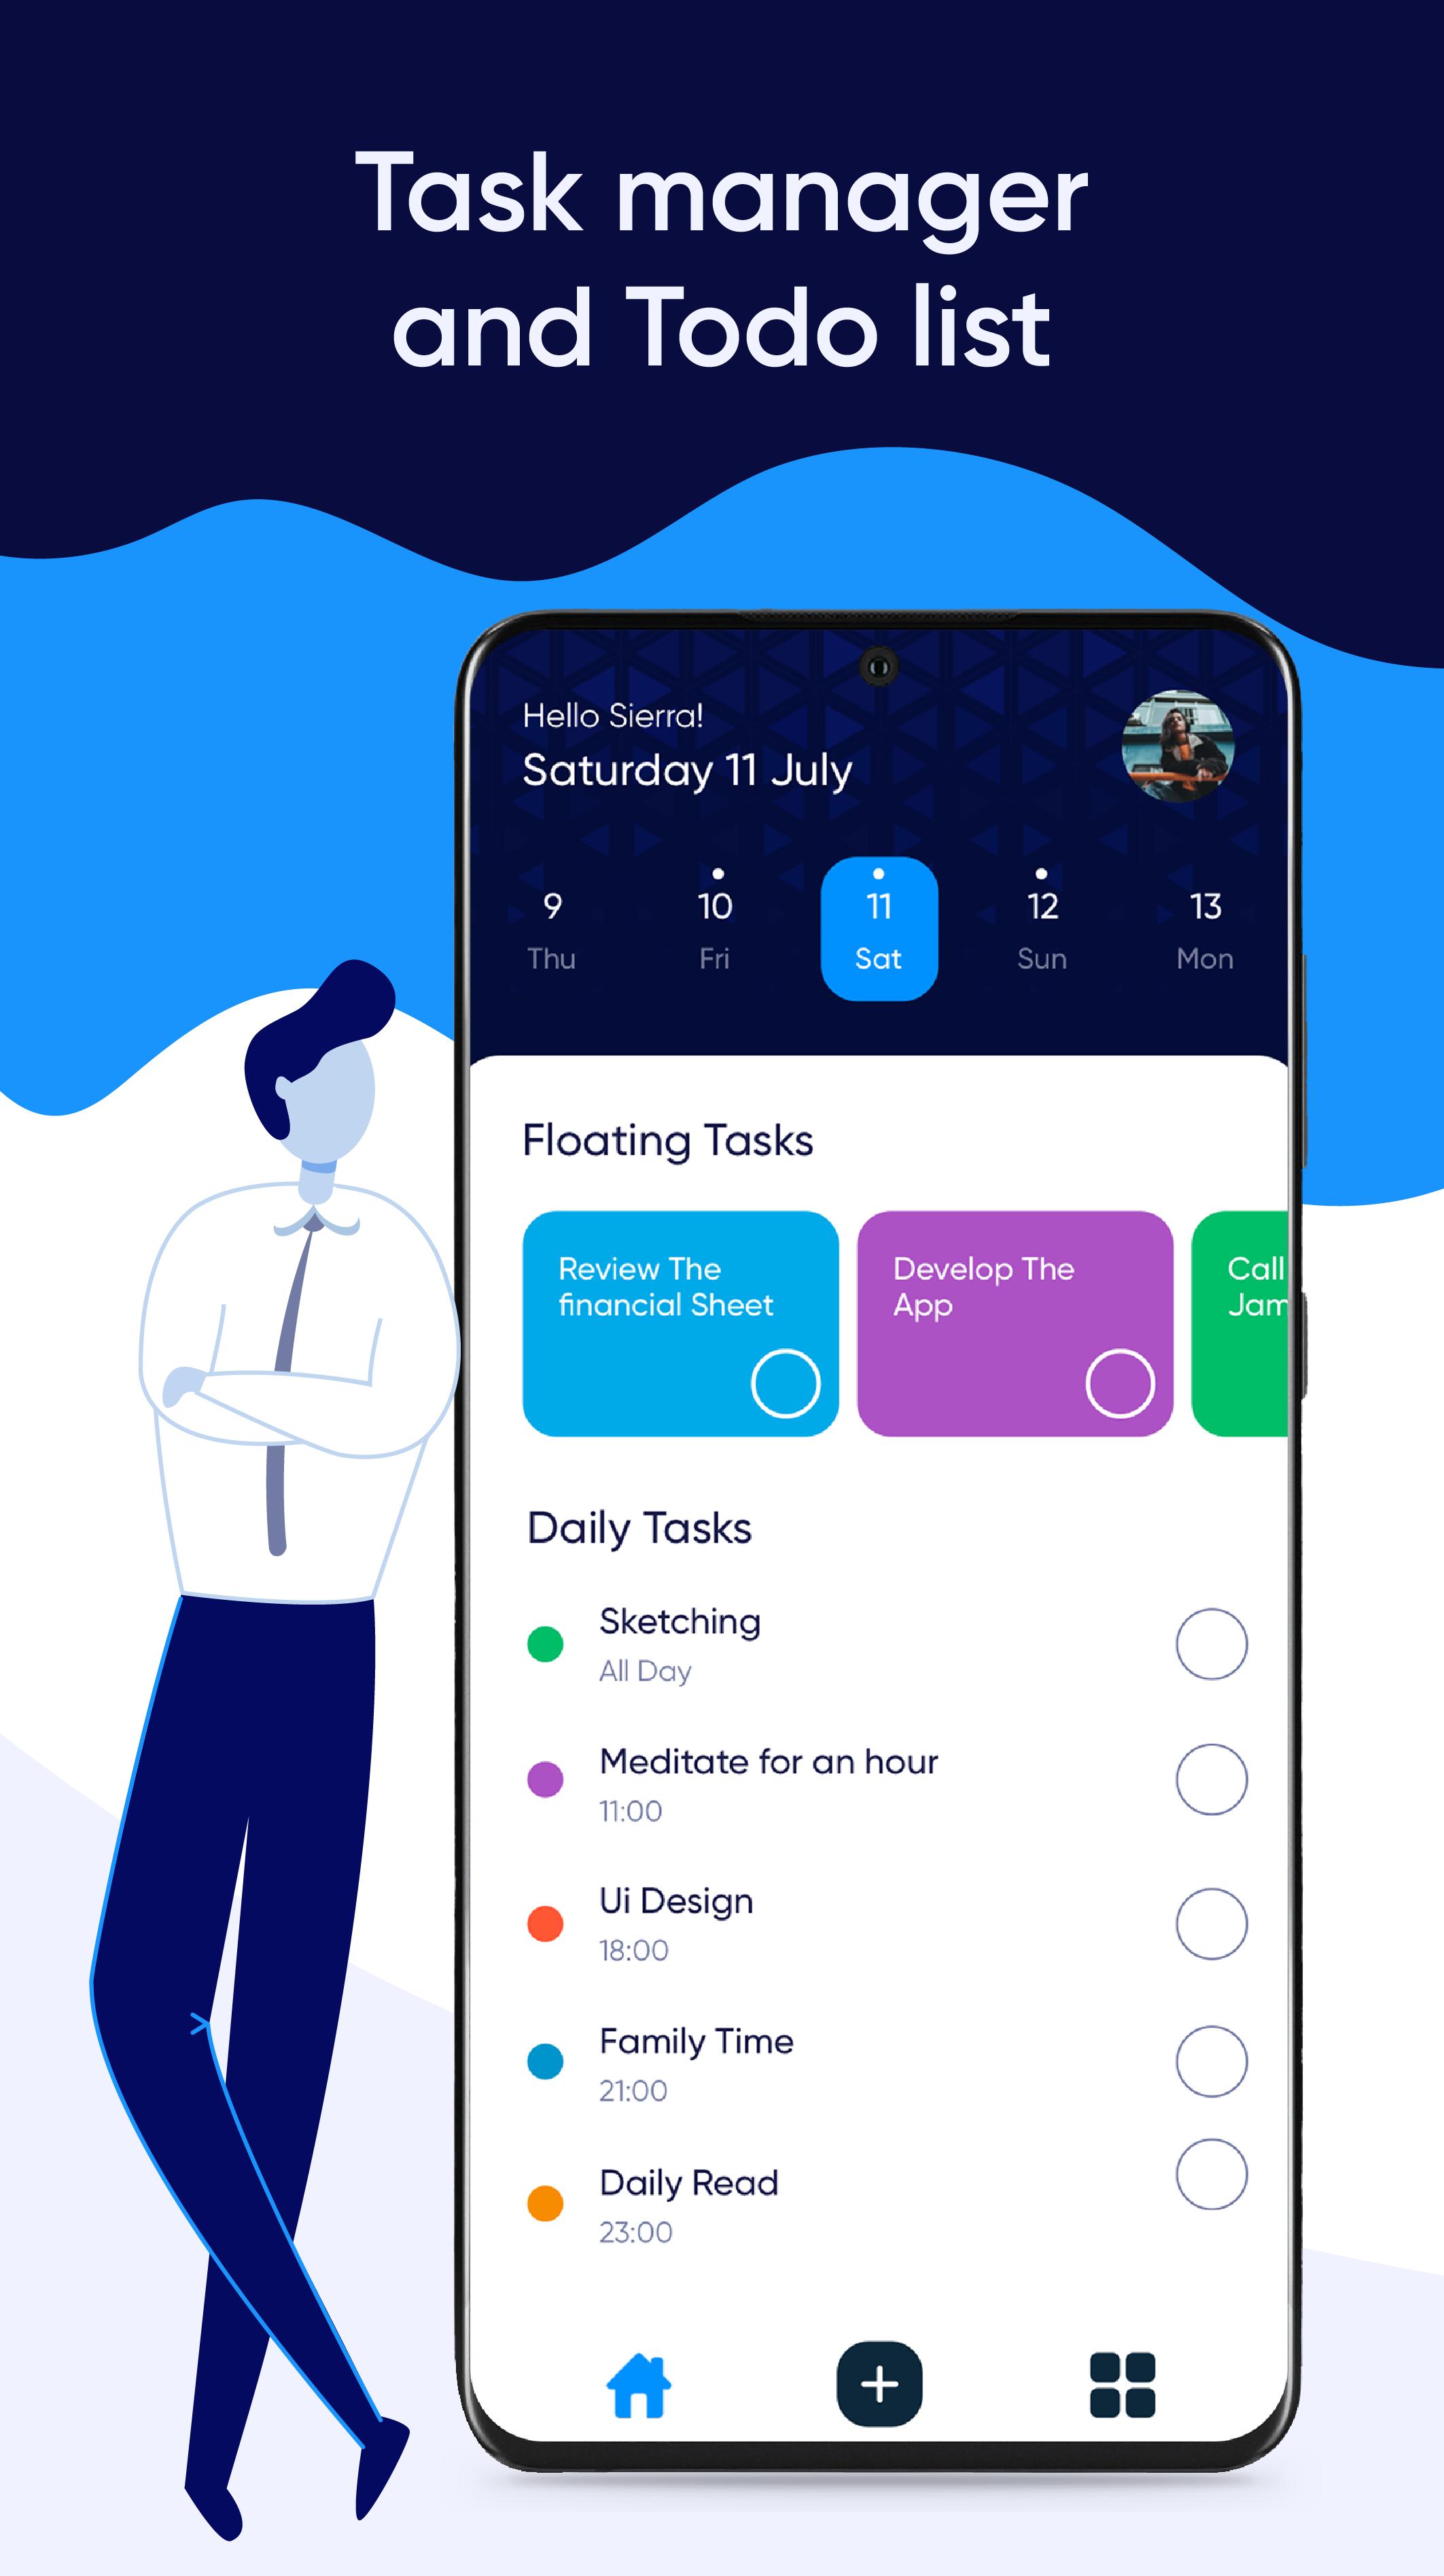 Task manager
and Todo list
Hello Sierra!
Saturday 11 July
9 10 11 12 13
Thu Fri Sat Sun Mon
Floating Tasks
Review The
financial Sheet
Develop The
App
Call
Jam
Daily Tasks
Sketching
All Day
Meditate for an hour
11:00
Ui Design
18:00
Family Time
21:00
Daily Read
23:00